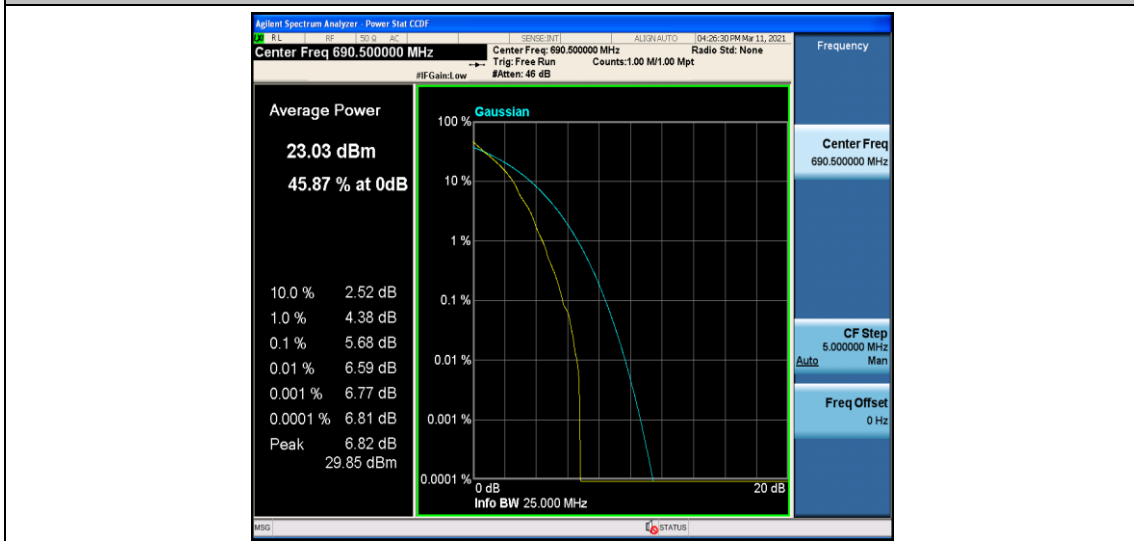 Agilent Spectrum Analyzer - Power Stat CCDF
RL RF 50 Ω AC SENSE:INT ALIGNAUTO 04:26:30 PM Mar 11, 2021
Center Freq 690.500000 MHz
Center Freq: 690.500000 MHz Radio Std: None
Trig: Free Run Counts:1.00 M/1.00 Mpt
#IFGain:Low #Atten: 46 dB
Frequency
Average Power
23.03 dBm
45.87 % at 0dB
10.0 % 2.52 dB
1.0 % 4.38 dB
0.1 % 5.68 dB
0.01 % 6.59 dB
0.001 % 6.77 dB
0.0001 % 6.81 dB
Peak 6.82 dB
29.85 dBm
Gaussian
100 %
10 %
1 %
0.1 %
0.01 %
0.001 %
0.0001 %
0 dB 20 dB
Info BW 25.000 MHz
Center Freq
690.500000 MHz
CF Step
5.000000 MHz
Auto Man
Freq Offset
0 Hz
MSG STATUS